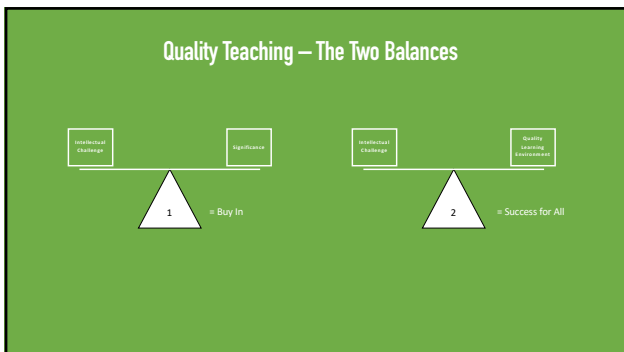 Quality Teaching – The Two Balances
Intellectual
Challenge
Significance
1
= Buy In
Intellectual
Challenge
Quality
Learning
Environment
2
= Success for All